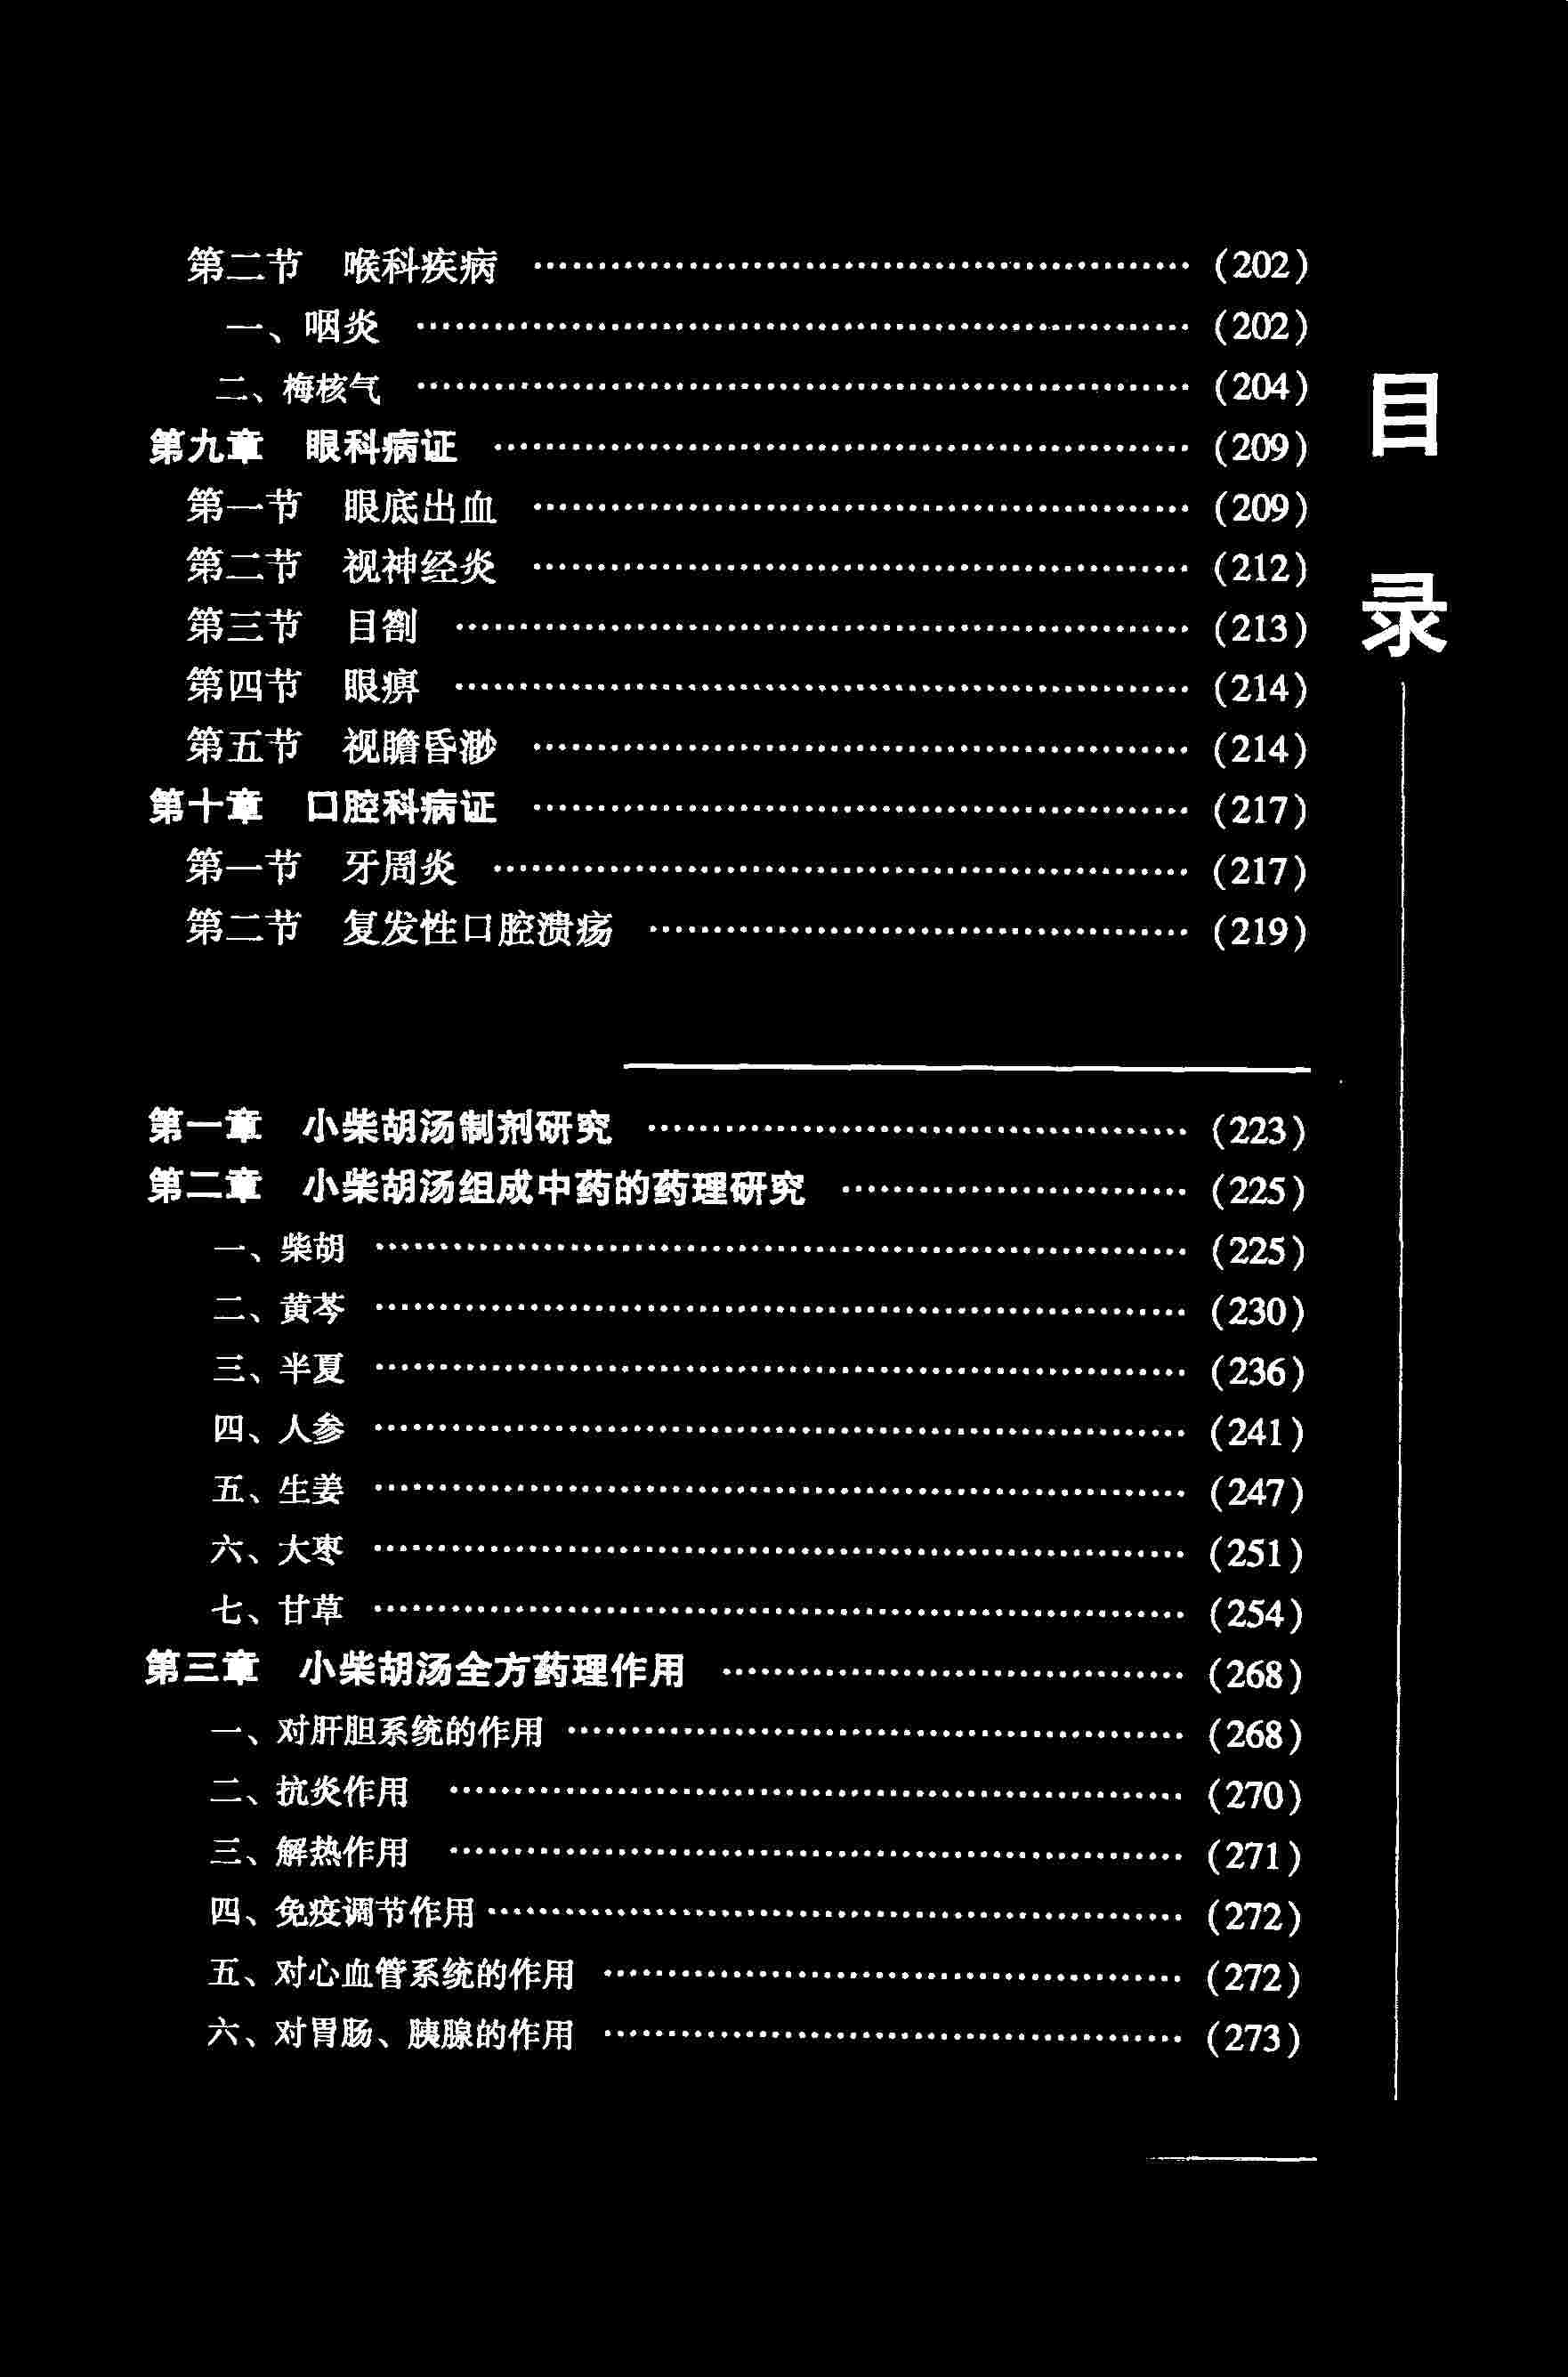 目录
第二节 喉科疾病 ……………………………… (202)
一、咽炎 ……………………………… (202)
二、梅核气 ……………………………… (204)
第九章 眼科病证 ……………………………… (209)
第一节 眼底出血 ……………………………… (209)
第二节 视神经炎 ……………………………… (212)
第三节 目劄 ……………………………… (213)
第四节 眼痹 ……………………………… (214)
第五节 视瞻昏渺 ……………………………… (214)
第十章 口腔科病证 ……………………………… (217)
第一节 牙周炎 ……………………………… (217)
第二节 复发性口腔溃疡 ……………………………… (219)
第一章 小柴胡汤制剂研究 ……………………………… (223)
第二章 小柴胡汤组成中药的药理研究 ……………………………… (225)
一、柴胡 ……………………………… (225)
二、黄芩 ……………………………… (230)
三、半夏 ……………………………… (236)
四、人参 ……………………………… (241)
五、生姜 ……………………………… (247)
六、大枣 ……………………………… (251)
七、甘草 ……………………………… (254)
第三章 小柴胡汤全方药理作用 ……………………………… (268)
一、对肝胆系统的作用 ……………………………… (268)
二、抗炎作用 ……………………………… (270)
三、解热作用 ……………………………… (271)
四、免疫调节作用 ……………………………… (272)
五、对心血管系统的作用 ……………………………… (272)
六、对胃肠、胰腺的作用 ……………………………… (273)